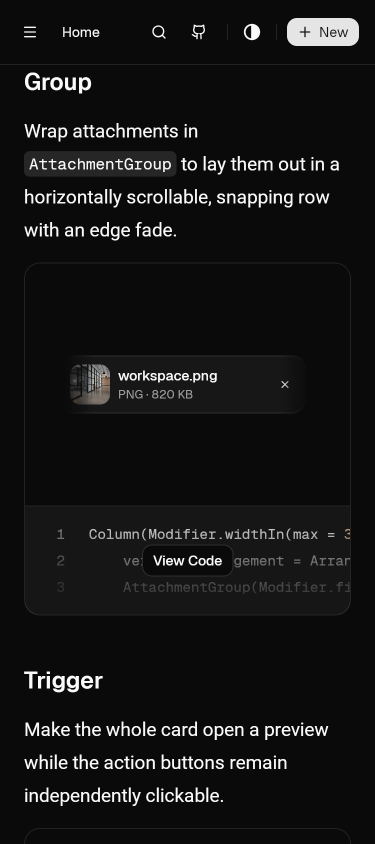 Home
New
Group
Wrap attachments in
AttachmentGroup to lay them out in a
horizontally scrollable, snapping row
with an edge fade.
workspace.png
PNG · 820 KB
1 Column(Modifier.widthIn(max = 3
2 ve gement = Arran
View Code
3 AttachmentGroup(Modifier.fi
Trigger
Make the whole card open a preview
while the action buttons remain
independently clickable.